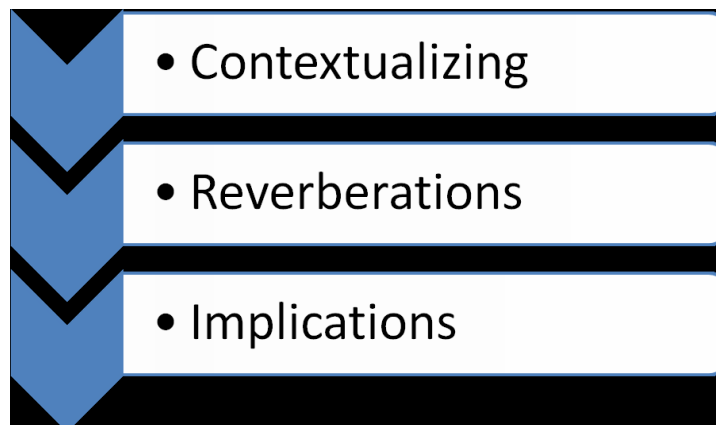 • Contextualizing
• Reverberations
• Implications